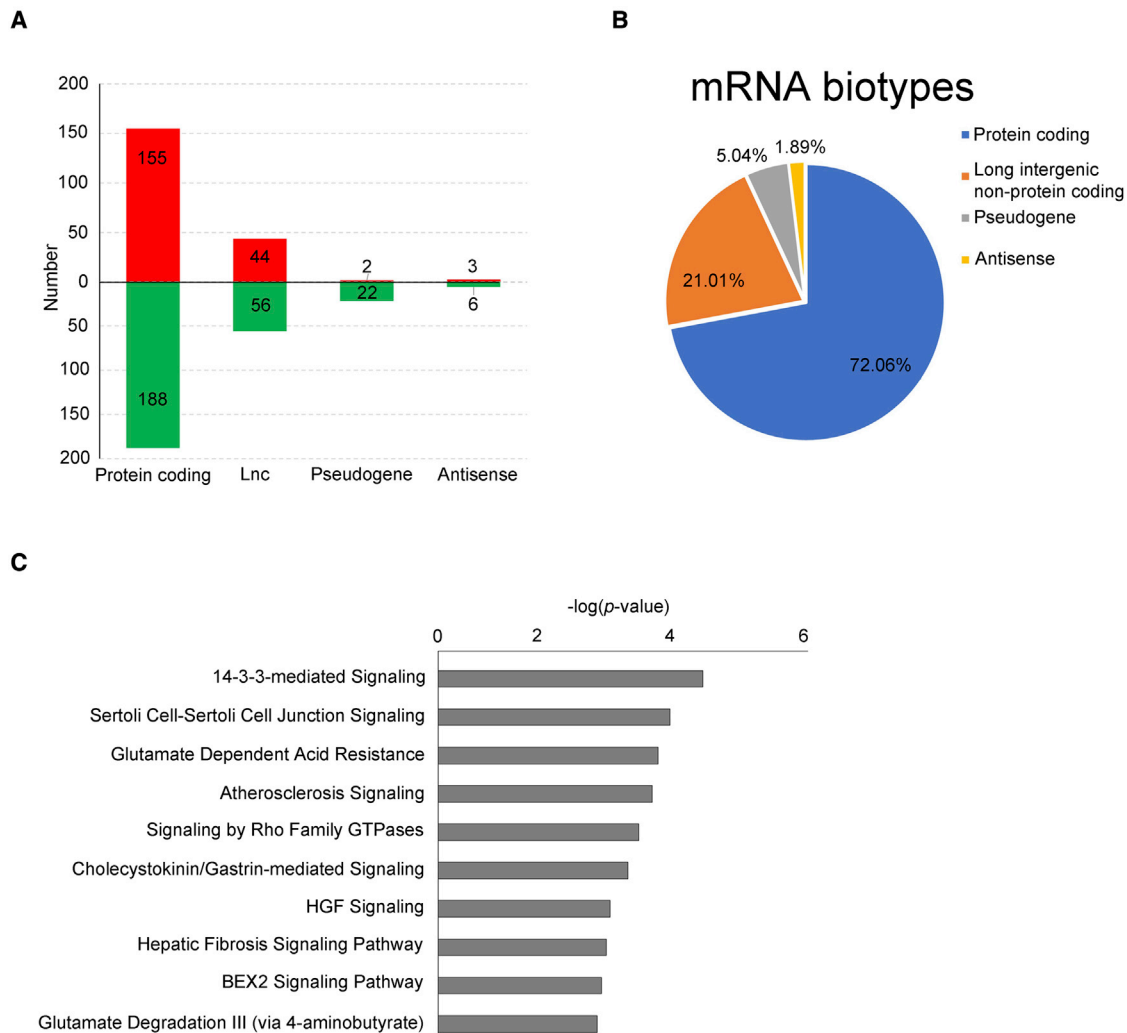 A
200
150
100
50
0
50
100
150
200
Number
155
188
44
56
2
22
3
6
Protein coding
Lnc
Pseudogene
Antisense
B
mRNA biotypes
5.04%
1.89%
21.01%
72.06%
Protein coding
Long intergenic
non-protein coding
Pseudogene
Antisense
C
-log(p-value)
0 2 4 6
14-3-3-mediated Signaling
Sertoli Cell-Sertoli Cell Junction Signaling
Glutamate Dependent Acid Resistance
Atherosclerosis Signaling
Signaling by Rho Family GTPases
Cholecystokinin/Gastrin-mediated Signaling
HGF Signaling
Hepatic Fibrosis Signaling Pathway
BEX2 Signaling Pathway
Glutamate Degradation III (via 4-aminobutyrate)